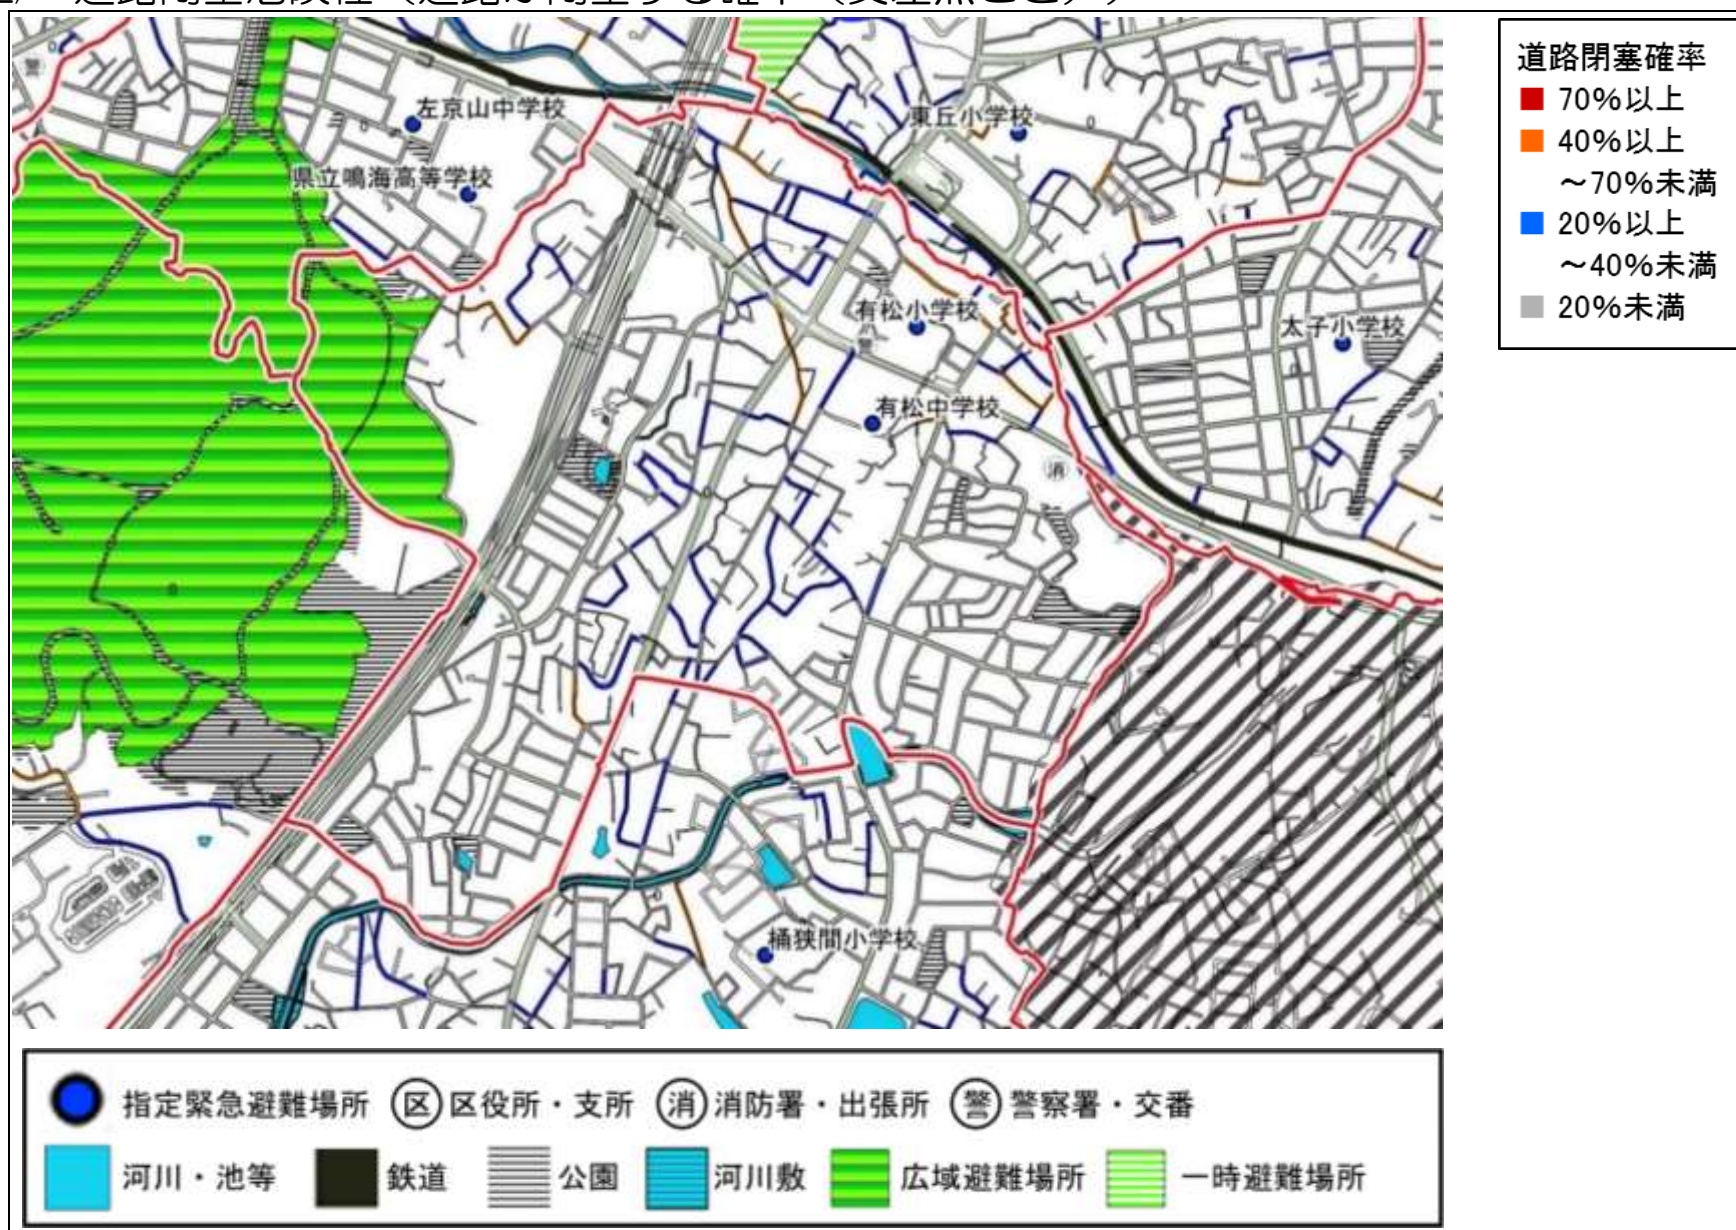 道路閉塞確率
70%以上
40%以上
～70%未満
20%以上
～40%未満
20%未満
警
左京山中学校
東丘小学校
県立鳴海高等学校
有松小学校
警
太子小学校
有松中学校
消
桶狭間小学校
指定緊急避難場所 区 区役所・支所 消 消防署・出張所 警 警察署・交番
河川・池等 鉄道 公園 河川敷 広域避難場所 一時避難場所